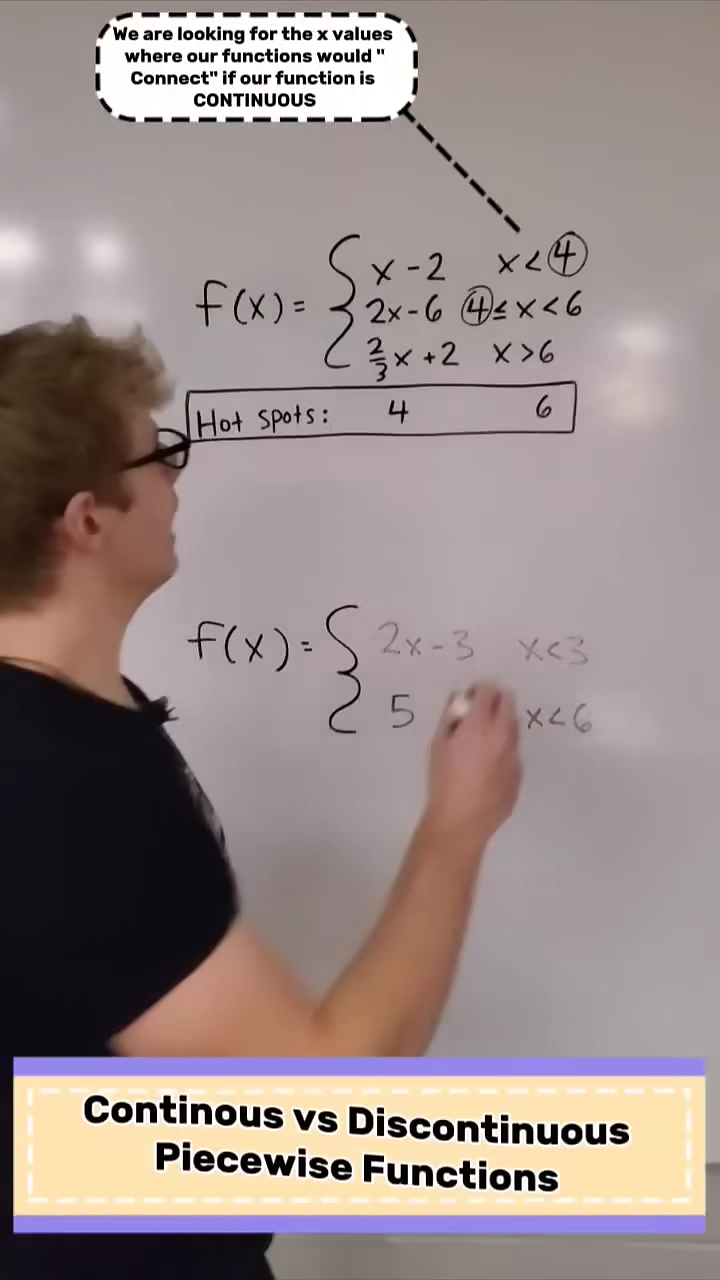 We are looking for the x values
where our functions would "
Connect" if our function is
CONTINUOUS
x-2 x<4
f(x)= 2x-6 4≤x<6
2/3x+2 x>6
Hot spots: 4 6
2x-3 x<3
f(x)=
5 x<6
Continous vs Discontinuous
Piecewise Functions